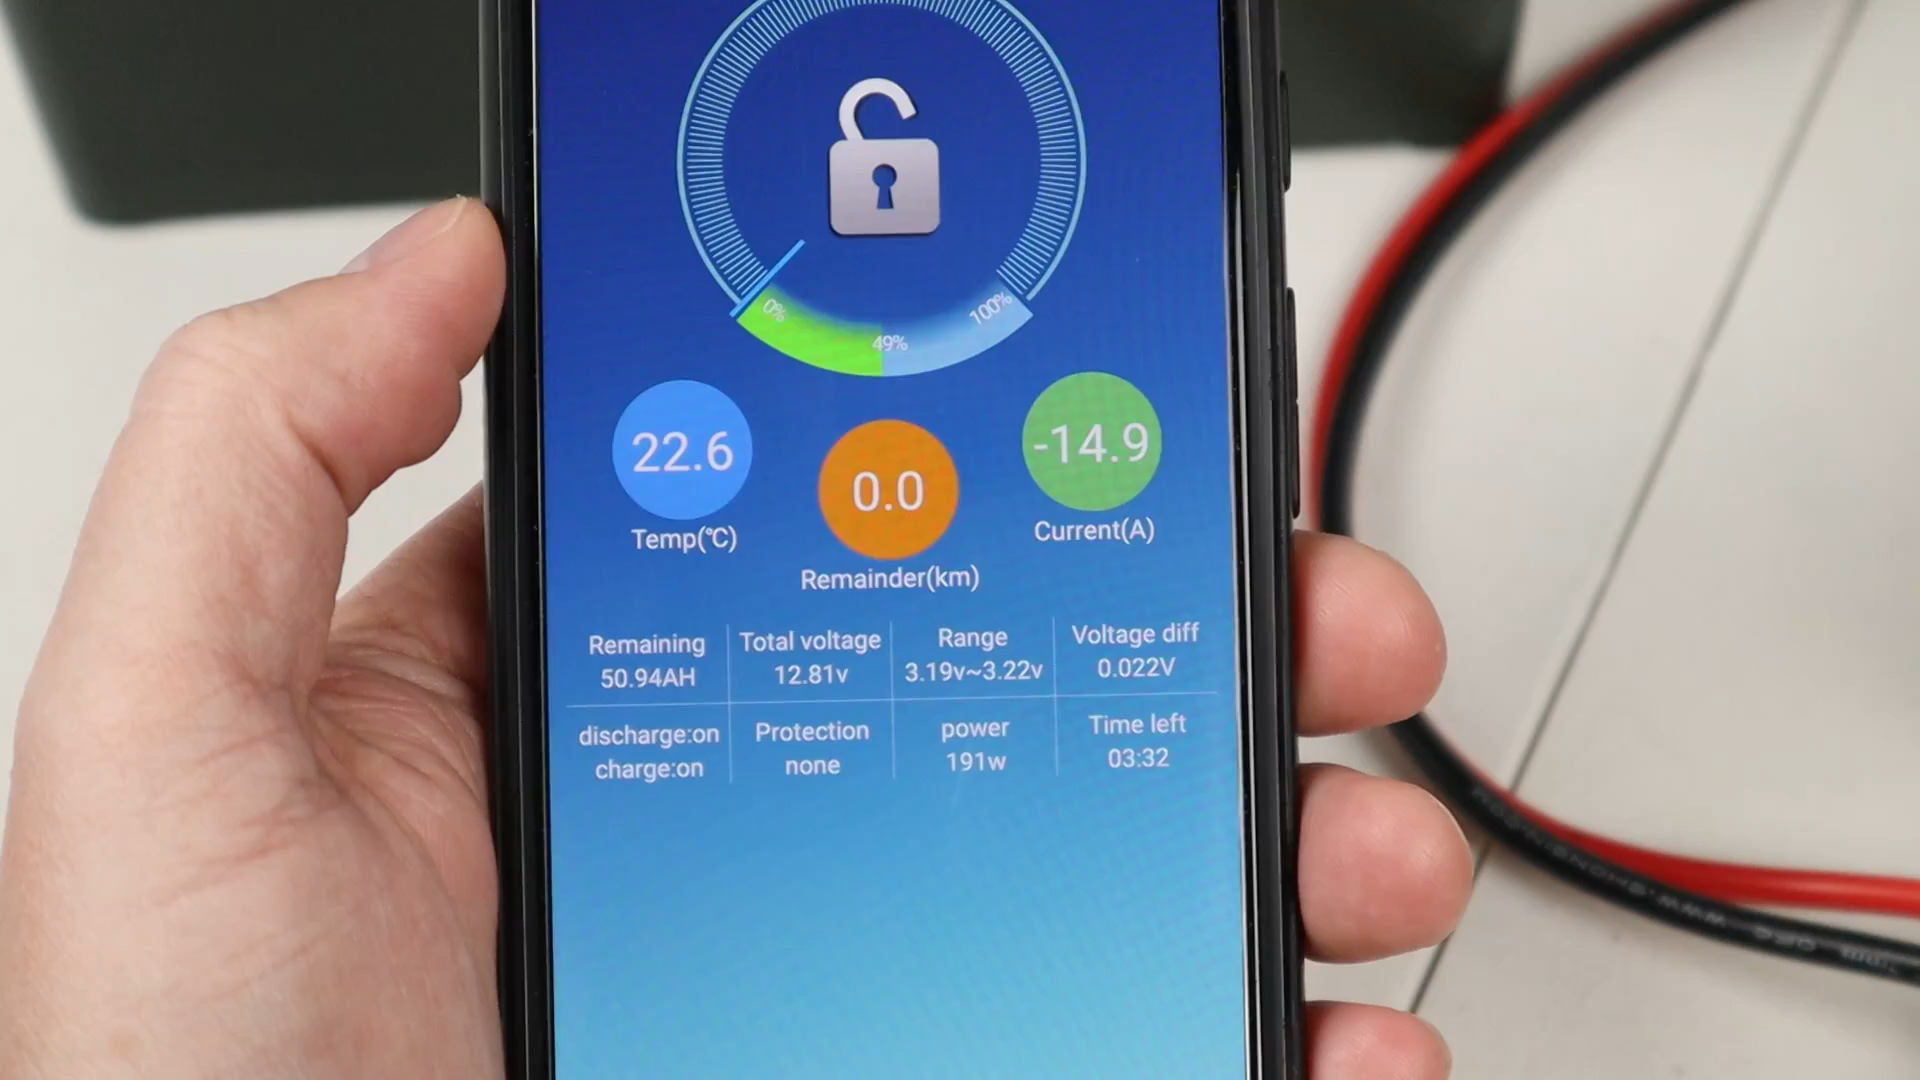 0%
49%
100%
22.6
0.0
-14.9
Temp(℃)
Remainder(km)
Current(A)
Remaining
50.94AH
Total voltage
12.81v
Range
3.19v~3.22v
Voltage diff
0.022V
discharge:on
charge:on
Protection
none
power
191w
Time left
03:32